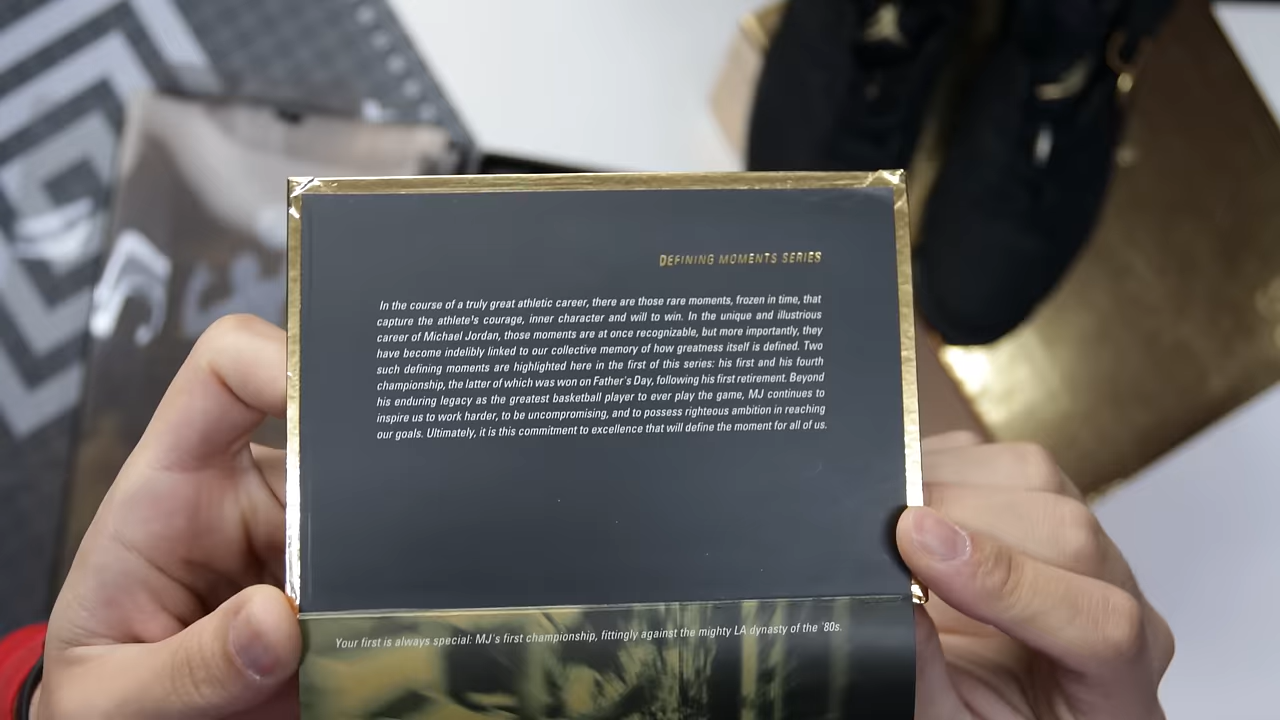 DEFINING MOMENTS SERIES
In the course of a truly great athletic career, there are those rare moments, frozen in time, that
capture the athlete's courage, inner character and will to win. In the unique and illustrious
career of Michael Jordan, those moments are at once recognizable, but more importantly, they
have become indelibly linked to our collective memory of how greatness itself is defined. Two
such defining moments are highlighted here in the first of this series: his first and his fourth
championship, the latter of which was won on Father's Day, following his first retirement. Beyond
his enduring legacy as the greatest basketball player to ever play the game, MJ continues to
inspire us to work harder, to be uncompromising, and to possess righteous ambition in reaching
our goals. Ultimately, it is this commitment to excellence that will define the moment for all of us.
Your first is always special: MJ's first championship, fittingly against the mighty LA dynasty of the '80s.